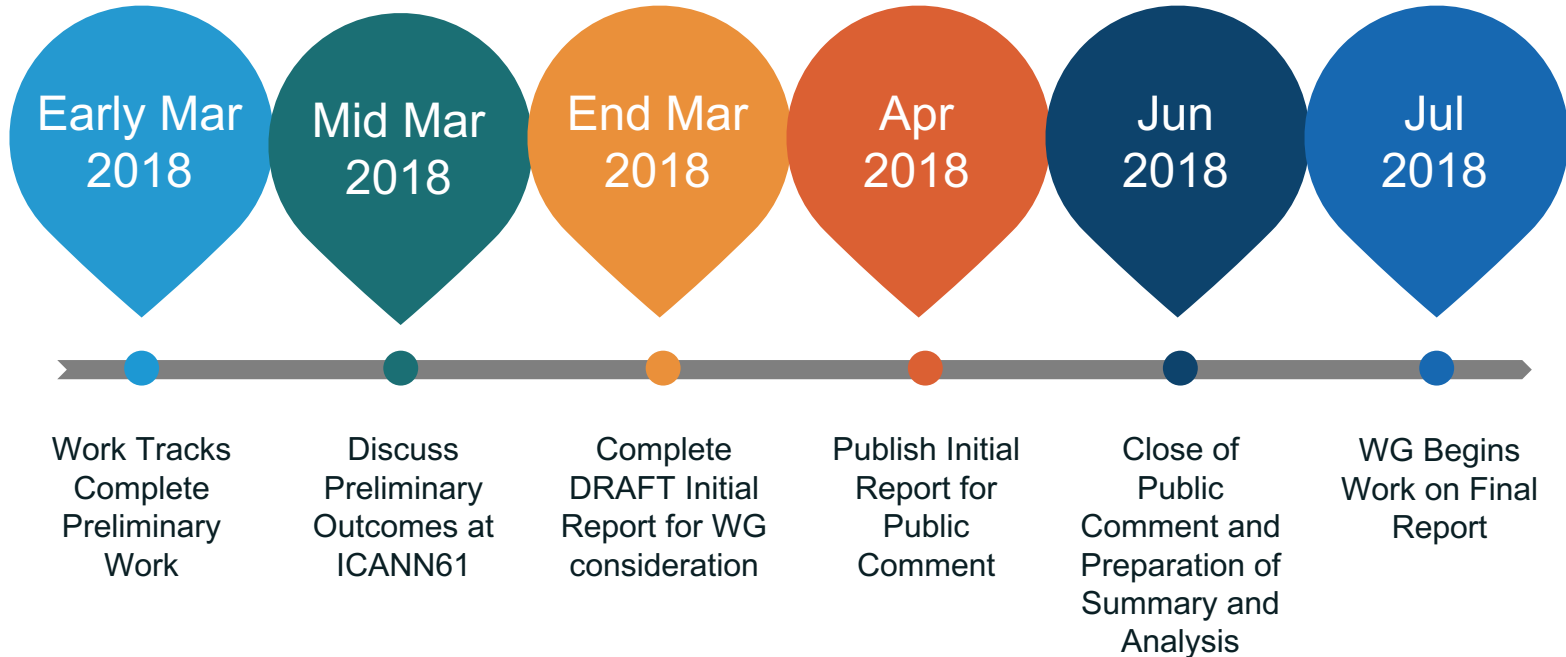 Early Mar
2018
Mid Mar
2018
End Mar
2018
Apr
2018
Jun
2018
Jul
2018
Work Tracks
Complete
Preliminary
Work
Discuss
Preliminary
Outcomes at
ICANN61
Complete
DRAFT Initial
Report for WG
consideration
Publish Initial
Report for
Public
Comment
Close of
Public
Comment and
Preparation of
Summary and
Analysis
WG Begins
Work on Final
Report